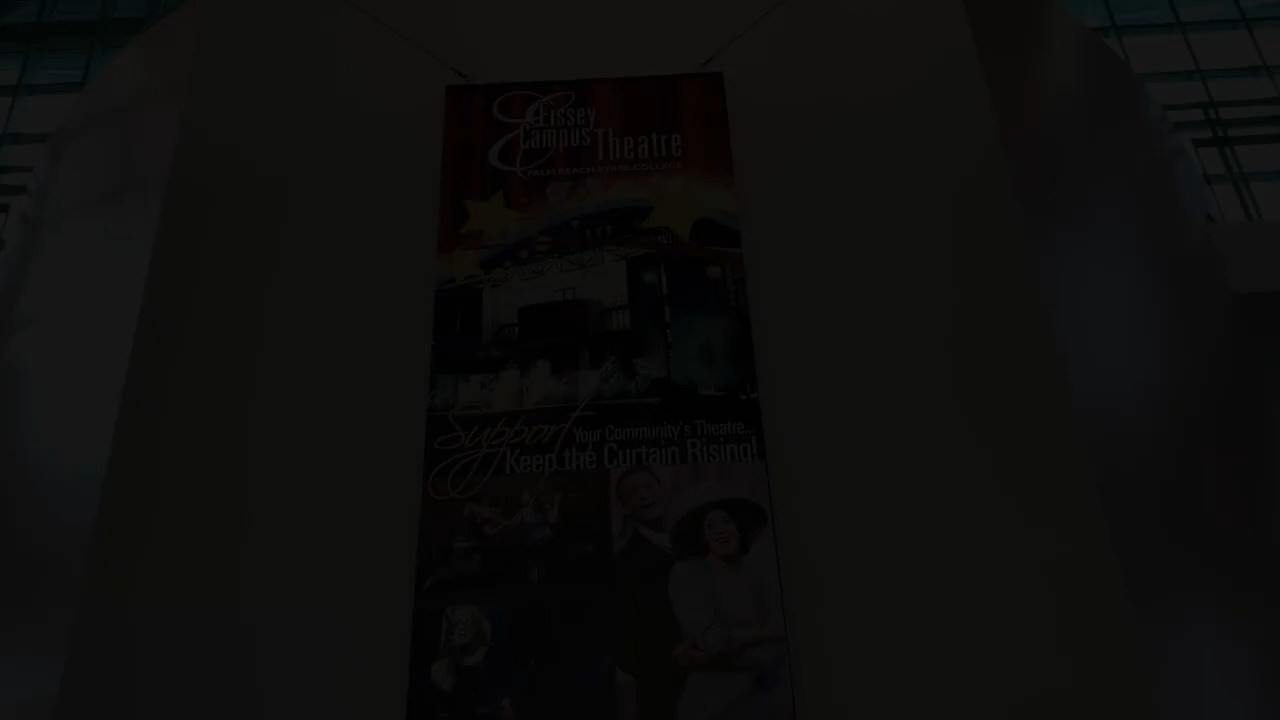 Eissey
Campus Theatre
PALM BEACH STATE COLLEGE
Support Your Community's Theatre...
Keep the Curtain Rising!